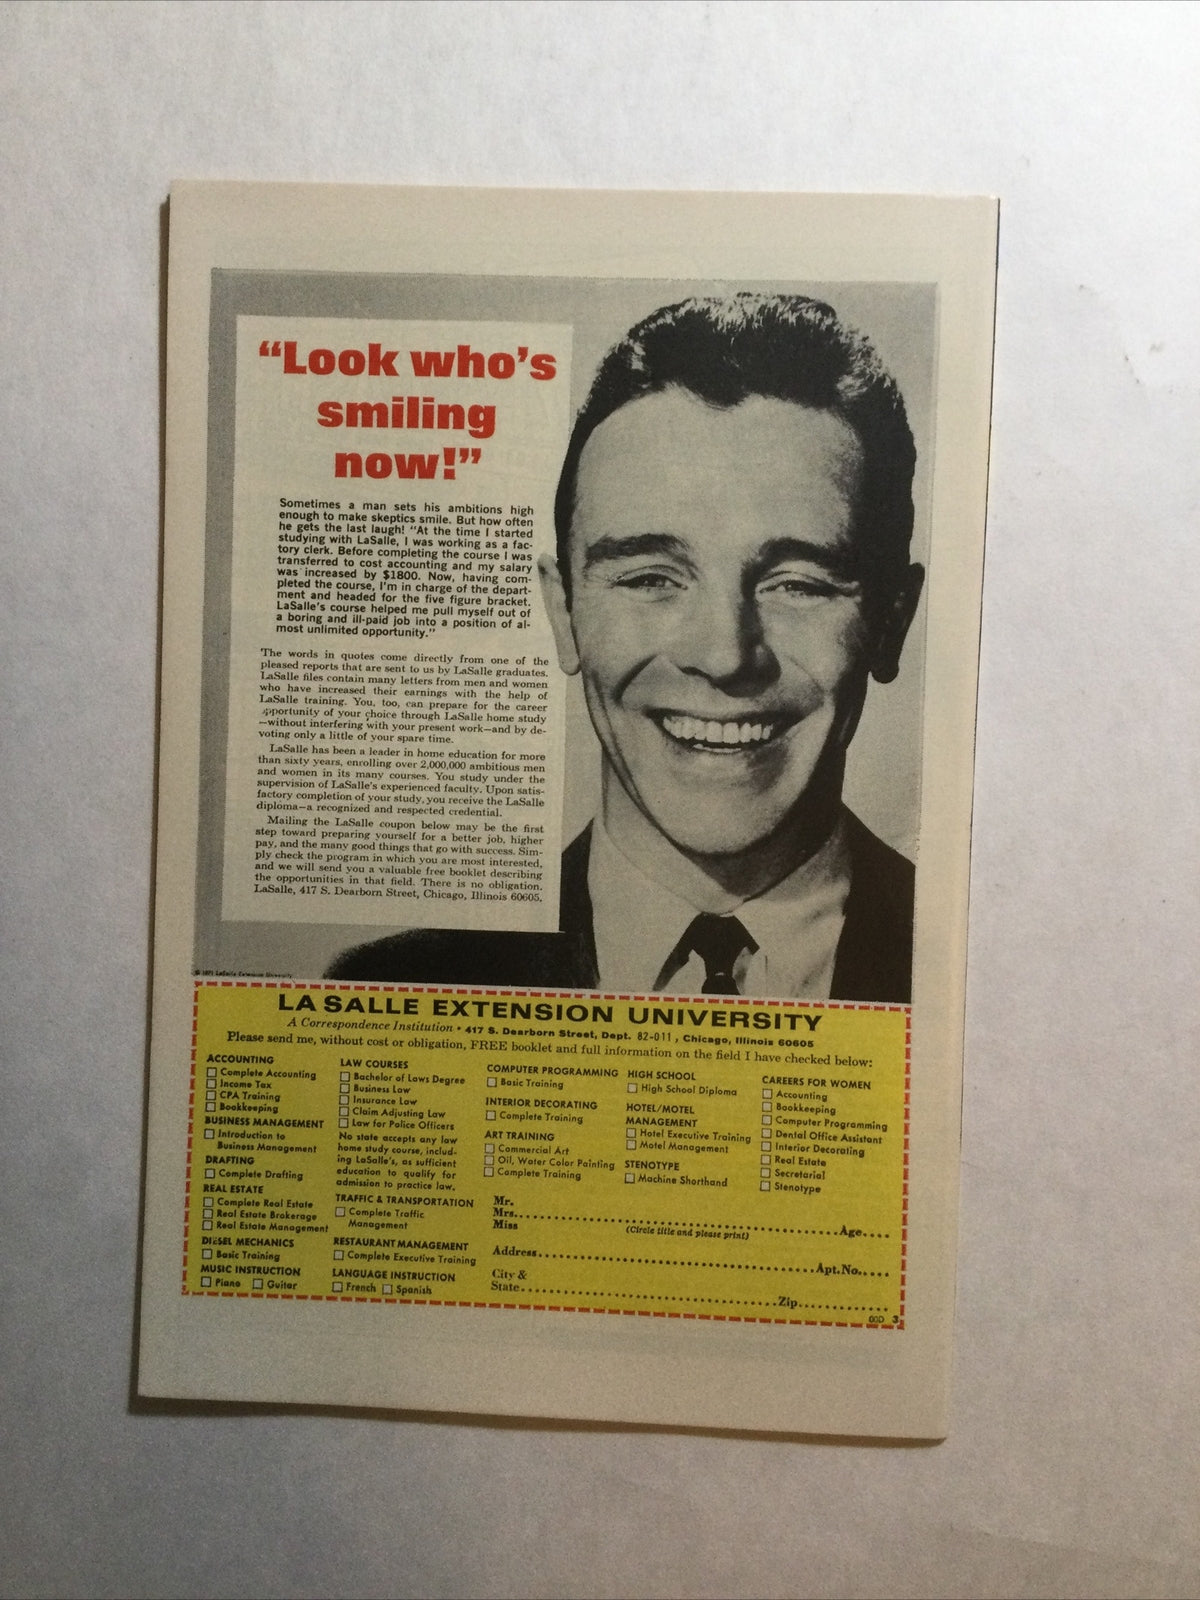 “Look who’s
smiling
now!”
Sometimes a man sets his ambitions high
enough to make skeptics smile. But how often
he gets the last laugh! “At the time I started
studying with LaSalle, I was working as a fac-
tory clerk. Before completing the course I was
transferred to cost accounting and my salary
was increased by $1800. Now, having com-
pleted the course, I’m in charge of the depart-
ment and headed for the five figure bracket.
LaSalle’s course helped me pull myself out of
a boring and ill-paid job into a position of al-
most unlimited opportunity.”
The words in quotes come directly from one of the
pleased reports that are sent to us by LaSalle graduates.
LaSalle files contain many letters from men and women
who have increased their earnings with the help of
LaSalle training. You, too, can prepare for the career
opportunity of your choice through LaSalle home study
—without interfering with your present work—and by de-
voting only a little of your spare time.
LaSalle has been a leader in home education for more
than sixty years, enrolling over 2,000,000 ambitious men
and women in its many courses. You study under the
supervision of LaSalle’s experienced faculty. Upon satis-
factory completion of your study, you receive the LaSalle
diploma—a recognized and respected credential.
Mailing the LaSalle coupon below may be the first
step toward preparing yourself for a better job, higher
pay, and the many good things that go with success. Sim-
ply check the program in which you are most interested,
and we will send you a valuable free booklet describing
the opportunities in that field. There is no obligation.
LaSalle, 417 S. Dearborn Street, Chicago, Illinois 60605.
© 1971 LaSalle Extension University
LA SALLE EXTENSION UNIVERSITY
A Correspondence Institution • 417 S. Dearborn Street, Dept. 82-011, Chicago, Illinois 60605
Please send me, without cost or obligation, FREE booklet and full information on the field I have checked below:
ACCOUNTING
Complete Accounting
Income Tax
CPA Training
Bookkeeping
BUSINESS MANAGEMENT
Introduction to
Business Management
DRAFTING
Complete Drafting
REAL ESTATE
Complete Real Estate
Real Estate Brokerage
Real Estate Management
DIESEL MECHANICS
Basic Training
MUSIC INSTRUCTION
Piano Guitar
LAW COURSES
Bachelor of Laws Degree
Business Law
Insurance Law
Claim Adjusting Law
Law for Police Officers
No state accepts any law
home study course, includ-
ing LaSalle’s, as sufficient
education to qualify for
admission to practice law.
TRAFFIC & TRANSPORTATION
Complete Traffic
Management
RESTAURANT MANAGEMENT
Complete Executive Training
LANGUAGE INSTRUCTION
French Spanish
COMPUTER PROGRAMMING
Basic Training
INTERIOR DECORATING
Complete Training
ART TRAINING
Commercial Art
Oil, Water Color Painting
Complete Training
HIGH SCHOOL
High School Diploma
HOTEL/MOTEL
MANAGEMENT
Hotel Executive Training
Motel Management
STENOTYPE
Machine Shorthand
CAREERS FOR WOMEN
Accounting
Bookkeeping
Computer Programming
Dental Office Assistant
Interior Decorating
Real Estate
Secretarial
Stenotype
Mr.
Mrs. Age
Miss (Circle title and please print)
Address Apt.No.
City &
State Zip
00D 3